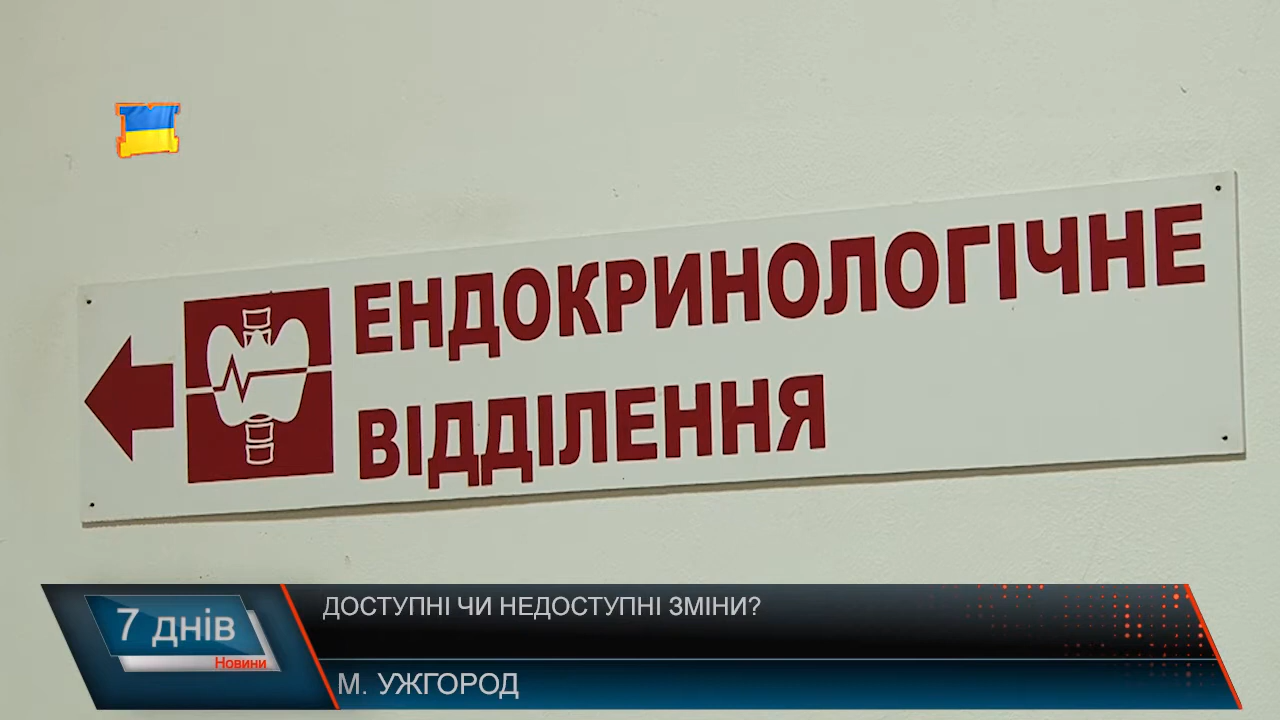 ЕНДОКРИНОЛОГІЧНЕ
ВІДДІЛЕННЯ
7 днів
Новини
ДОСТУПНІ ЧИ НЕДОСТУПНІ ЗМІНИ?
М. УЖГОРОД